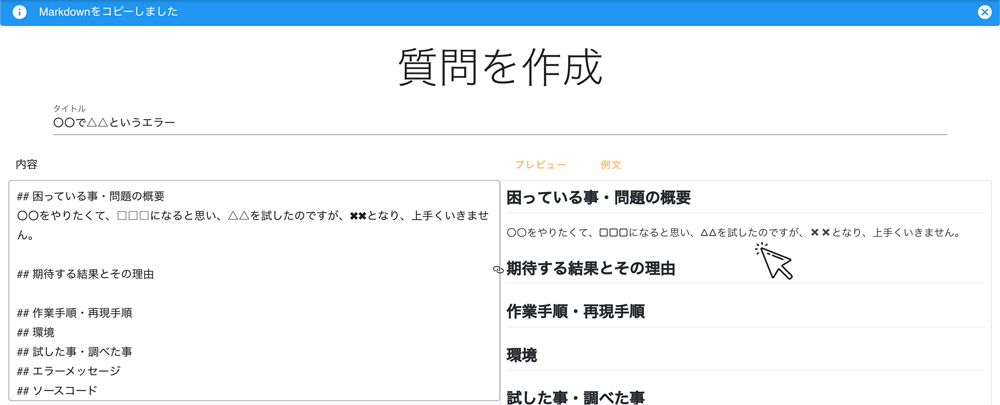 Markdownをコピーしました
質問を作成
タイトル
〇〇で△△というエラー
内容
プレビュー
例文
## 困っている事・問題の概要
〇〇をやりたくて、□□□になると思い、△△を試したのですが、✖✖となり、上手くいきませ
ん。
## 期待する結果とその理由
## 作業手順・再現手順
## 環境
## 試した事・調べた事
## エラーメッセージ
## ソースコード
困っている事・問題の概要
〇〇をやりたくて、□□□になると思い、△△を試したのですが、✖✖となり、上手くいきません。
期待する結果とその理由
作業手順・再現手順
環境
試した事・調べた事